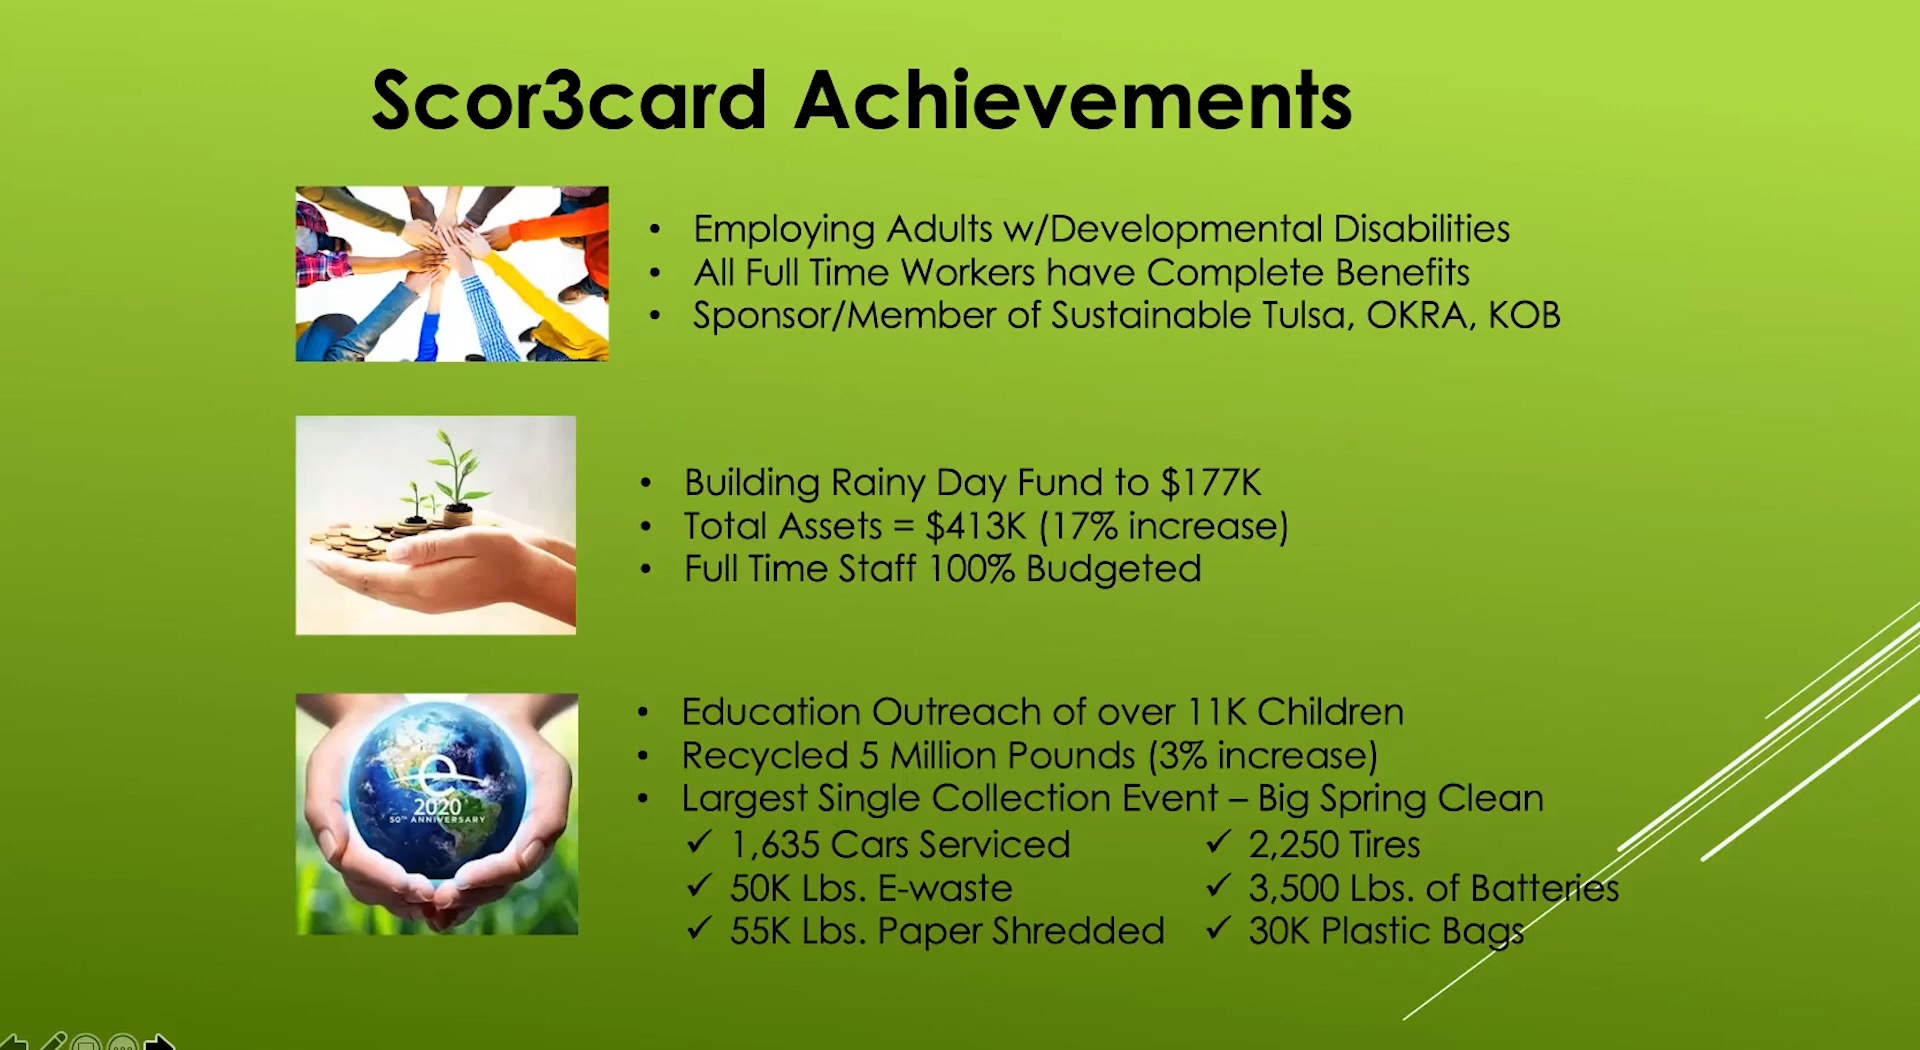 Scor3card Achievements
• Employing Adults w/Developmental Disabilities
• All Full Time Workers have Complete Benefits
• Sponsor/Member of Sustainable Tulsa, OKRA, KOB
• Building Rainy Day Fund to $177K
• Total Assets = $413K (17% increase)
• Full Time Staff 100% Budgeted
e
2020
50TH ANNIVERSARY
• Education Outreach of over 11K Children
• Recycled 5 Million Pounds (3% increase)
• Largest Single Collection Event – Big Spring Clean
✓ 1,635 Cars Serviced
✓ 50K Lbs. E-waste
✓ 55K Lbs. Paper Shredded
✓ 2,250 Tires
✓ 3,500 Lbs. of Batteries
✓ 30K Plastic Bags